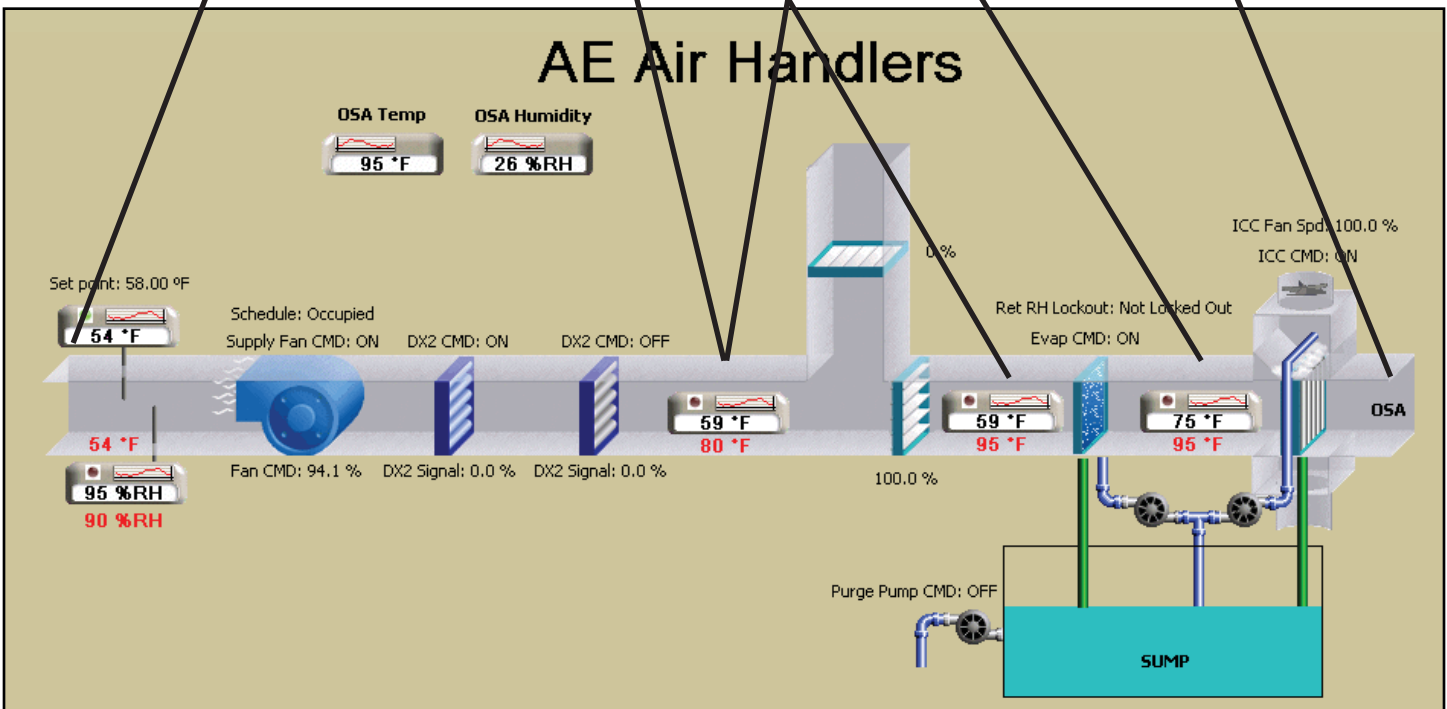 AE Air Handlers
OSA Temp
OSA Humidity
95 °F
26 %RH
0 %
ICC Fan Spd: 100.0 %
ICC CMD: ON
Set point: 58.00 ºF
54 °F
Schedule: Occupied
Supply Fan CMD: ON
DX2 CMD: ON
DX2 CMD: OFF
Ret RH Lockout: Not Locked Out
Evap CMD: ON
59 °F
80 °F
59 °F
95 °F
75 °F
95 °F
OSA
54 °F
95 %RH
90 %RH
Fan CMD: 94.1 %
DX2 Signal: 0.0 %
DX2 Signal: 0.0 %
100.0 %
Purge Pump CMD: OFF
SUMP